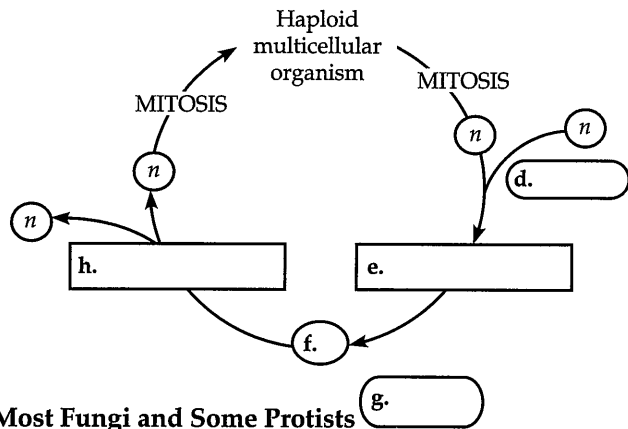 Haploid
multicellular
organism
MITOSIS
MITOSIS
n
n
d.
n
n
h.
e.
f.
g.
Most Fungi and Some Protists